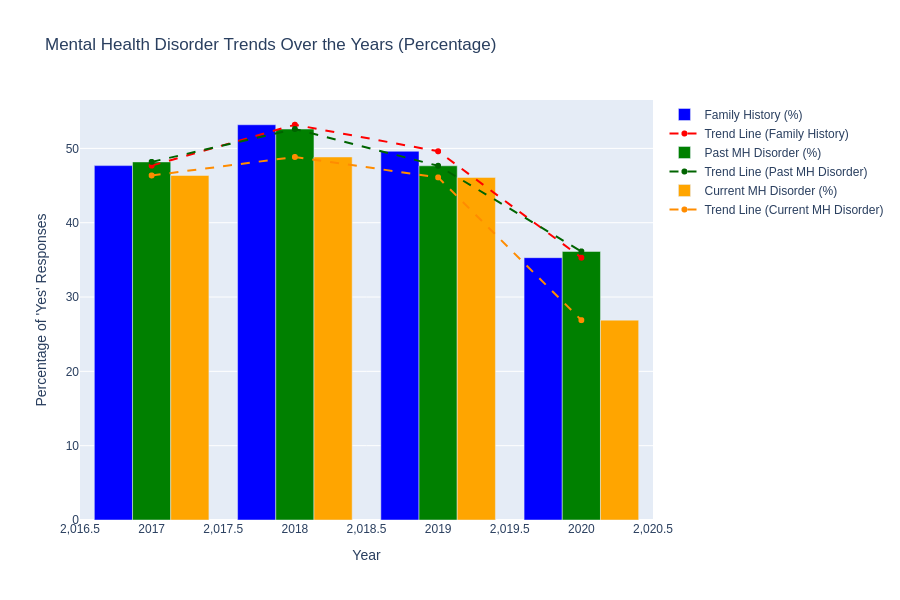 Mental Health Disorder Trends Over the Years (Percentage)
Family History (%)
Trend Line (Family History)
Past MH Disorder (%)
Trend Line (Past MH Disorder)
Current MH Disorder (%)
Trend Line (Current MH Disorder)
Percentage of 'Yes' Responses
50
40
30
20
10
0
2,016.5 2017 2,017.5 2018 2,018.5 2019 2,019.5 2020 2,020.5
Year